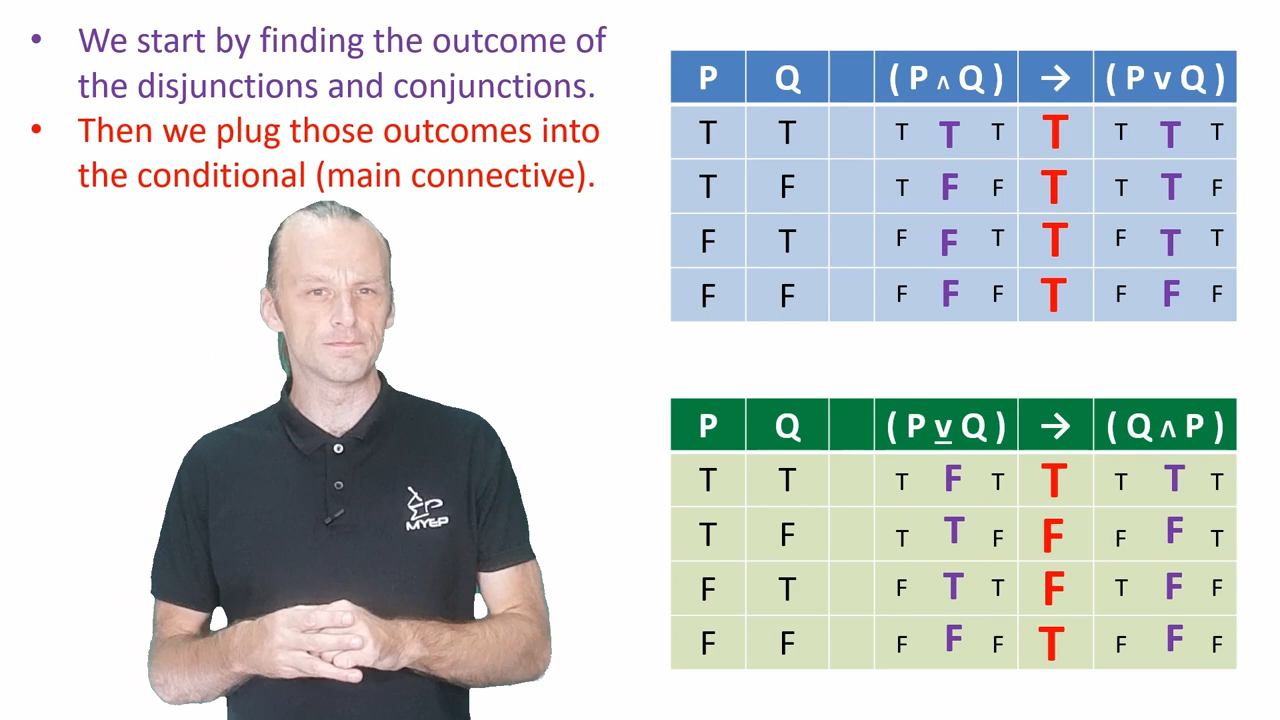 • We start by finding the outcome of
the disjunctions and conjunctions.
• Then we plug those outcomes into
the conditional (main connective).
MYEP
P Q ( P ∧ Q ) → ( P v Q )
T T T T T T T T T
T F T F F T T T F
F T F F T T F T T
F F F F F T F F F
P Q ( P v̲ Q ) → ( Q ∧ P )
T T T F T T T T T
T F T T F F F F T
F T F T T F T F F
F F F F F T F F F